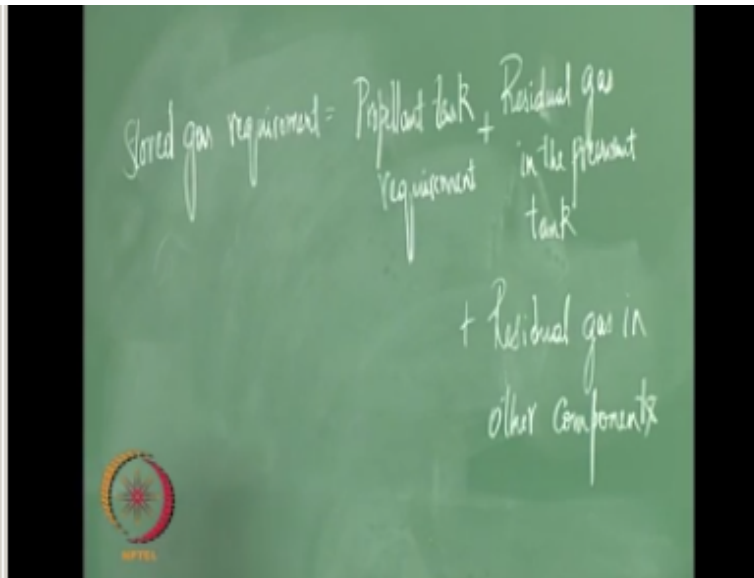 Stored gas requirement = Propellant tank + Residual gas
requirement in the pressurant
tank
+ Residual gas in
other components
NPTEL